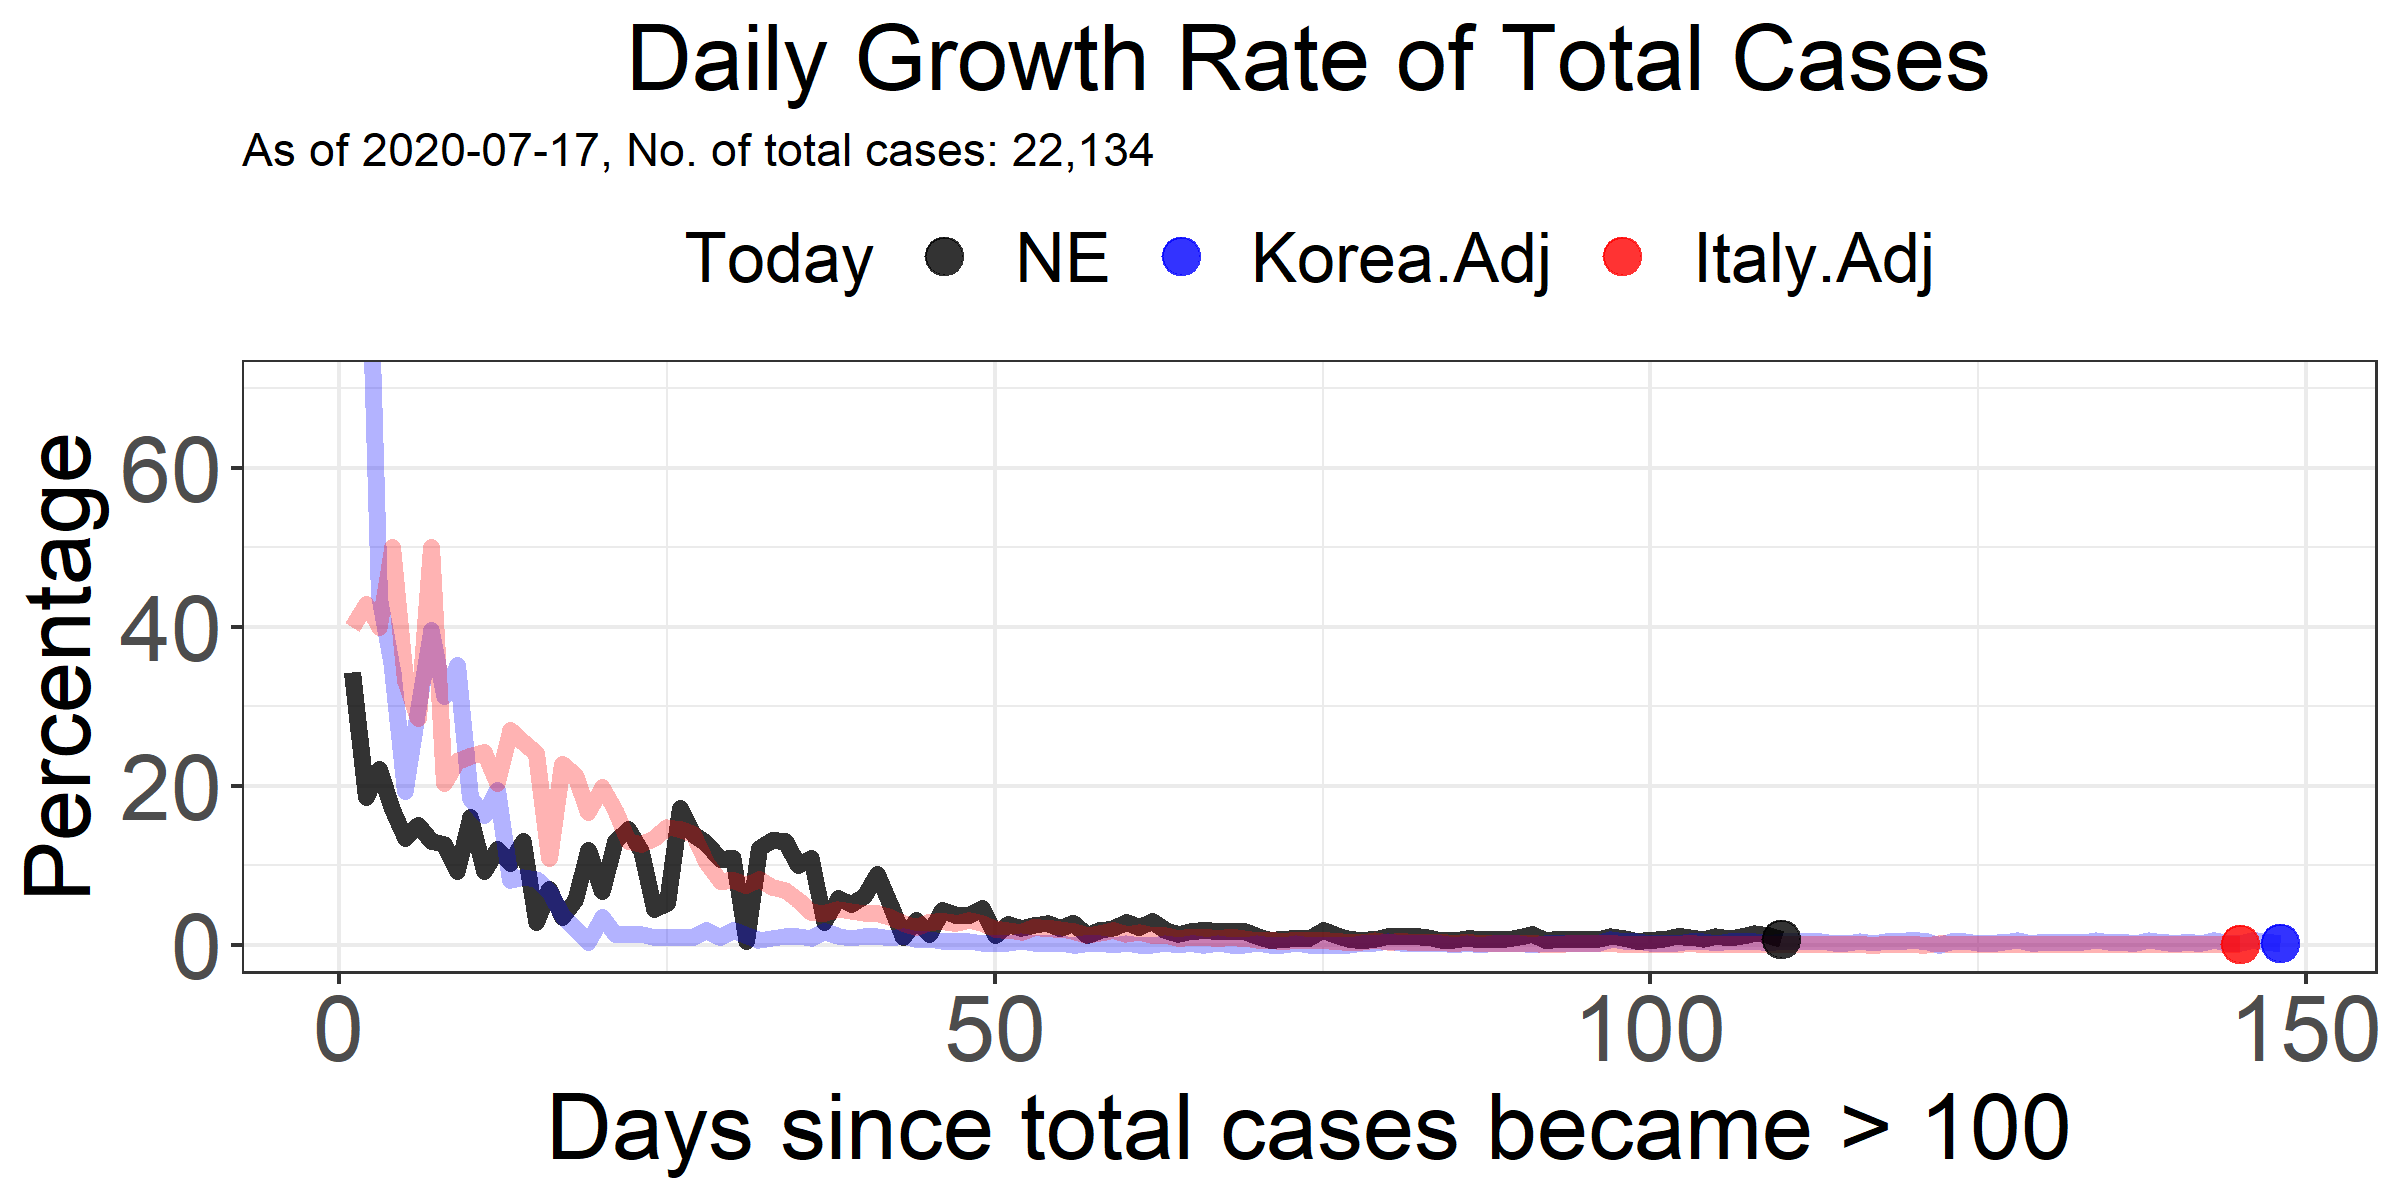 Daily Growth Rate of Total Cases
As of 2020-07-17, No. of total cases: 22,134
Today NE Korea.Adj Italy.Adj
Percentage
60
40
20
0
0 50 100 150
Days since total cases became > 100